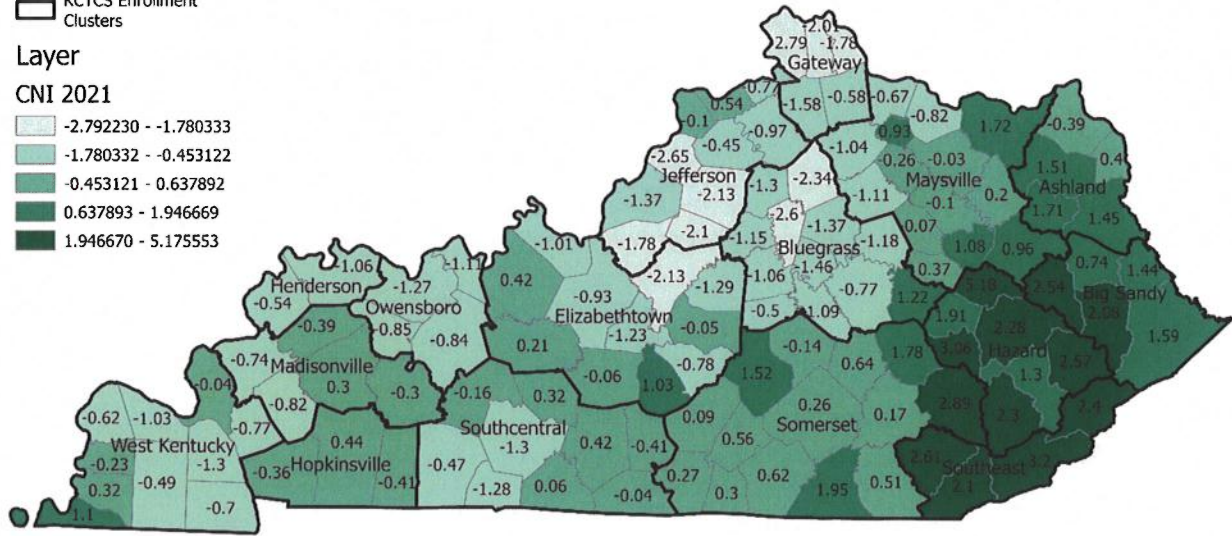 KCTCS Enrollment
Clusters
Layer
CNI 2021
-2.792230 - -1.780333
-1.780332 - -0.453122
-0.453121 - 0.637892
0.637893 - 1.946669
1.946670 - 5.175553
-2.01
2.79 -1.78
Gateway
-0.77
0.54 -1.58 -0.58 -0.67
-0.1 -0.82 1.72 -0.39
-0.97 0.93
-0.45 -1.04 0.4
-2.65 -0.26 -0.03 1.51
Jefferson -2.34 Maysville Ashland
-1.37 -2.13 -1.3 -1.11 -0.1 0.2
-2.6 -1.37 1.71 1.45
-1.78 -2.1 -1.15 Bluegrass -1.18 0.07
1.08 0.96
-1.01 -2.13 -1.06 1.46 0.37 0.74 1.44
-1.06 -1.11 0.42 -1.29 -0.77 5.18 2.54
Henderson -1.27 -0.93 -0.5 -1.09 1.22 Big Sandy
-0.54 Owensboro Elizabethtown 1.91 2.08
-0.39 -0.85 -1.23 -0.05 2.28 1.59
-0.84 0.21 -0.14 1.78 3.06 Hazard 2.57
-0.74 Madisonville -0.78 0.64 1.3
-0.04 0.3 -0.3 -0.06 1.03 1.52
-0.82 -0.16 0.32 2.89 2.3 2.4
-0.62 -1.03 -0.77 0.09 0.26 0.17
West Kentucky 0.44 Southcentral 0.42 -0.41 0.56 Somerset
-0.23 -1.3 Hopkinsville -1.3 2.61 3.2
-0.36 -0.47 Southeast
0.32 -0.49 -0.41 0.27 0.62 0.51 2.1
-0.7 -1.28 0.06 -0.04 0.3 1.95
1.1